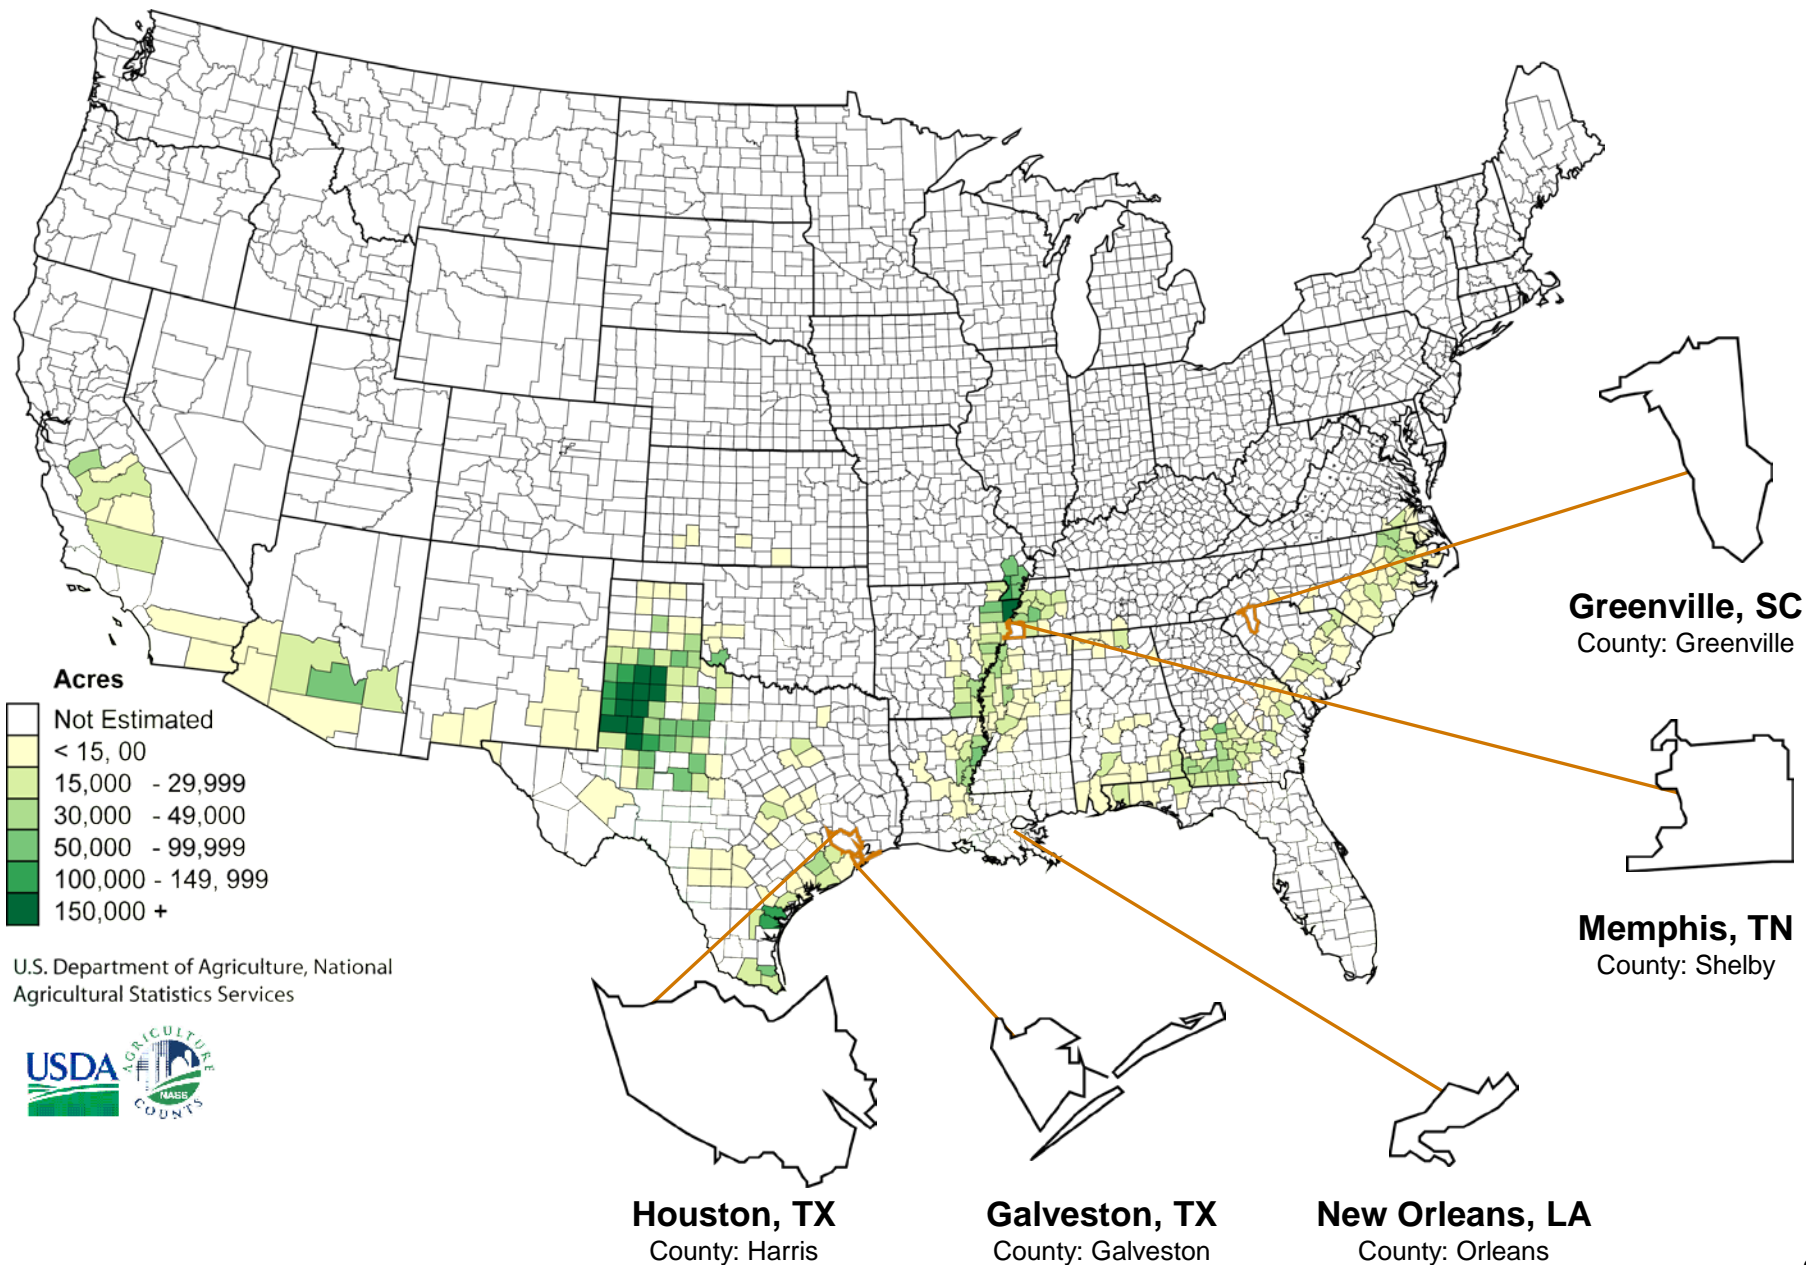 Acres
Not Estimated
< 15, 00
15,000 - 29,999
30,000 - 49,000
50,000 - 99,999
100,000 - 149, 999
150,000 +
U.S. Department of Agriculture, National
Agricultural Statistics Services
USDA
AGRICULTURE
NASS
COUNTS
Greenville, SC
County: Greenville
Memphis, TN
County: Shelby
Houston, TX
County: Harris
Galveston, TX
County: Galveston
New Orleans, LA
County: Orleans